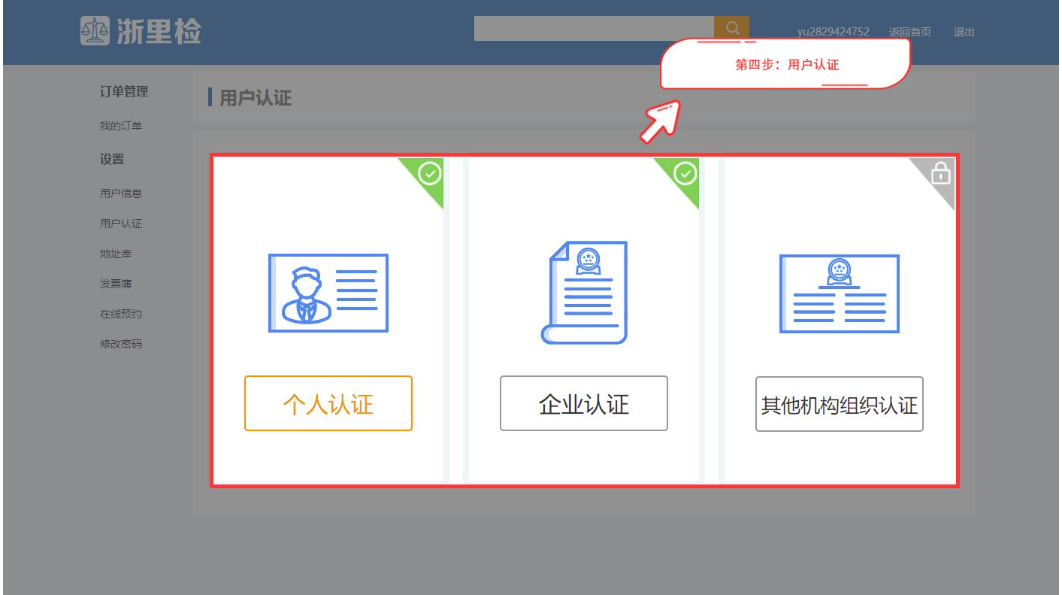 浙里检
yu2829424752 返回首页 退出
第四步：用户认证
订单管理
我的订单
设置
用户信息
用户认证
地址库
发票簿
在线预约
修改密码
用户认证
个人认证
企业认证
其他机构组织认证